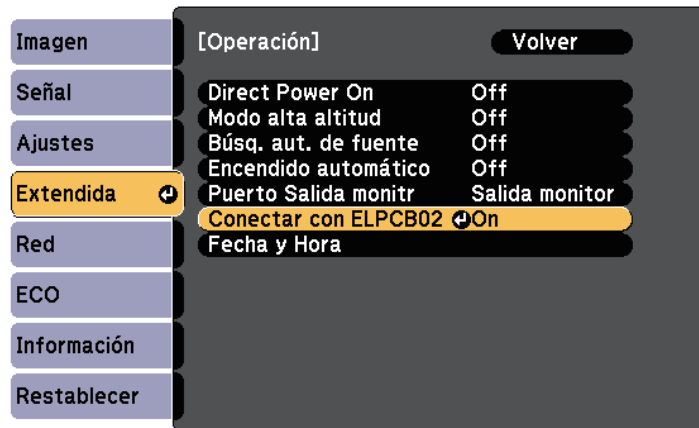 Imagen
Señal
Ajustes
Extendida
Red
ECO
Información
Restablecer
[Operación] Volver
Direct Power On Off
Modo alta altitud Off
Búsq. aut. de fuente Off
Encendido automático Off
Puerto Salida monitr Salida monitor
Conectar con ELPCB02 On
Fecha y Hora